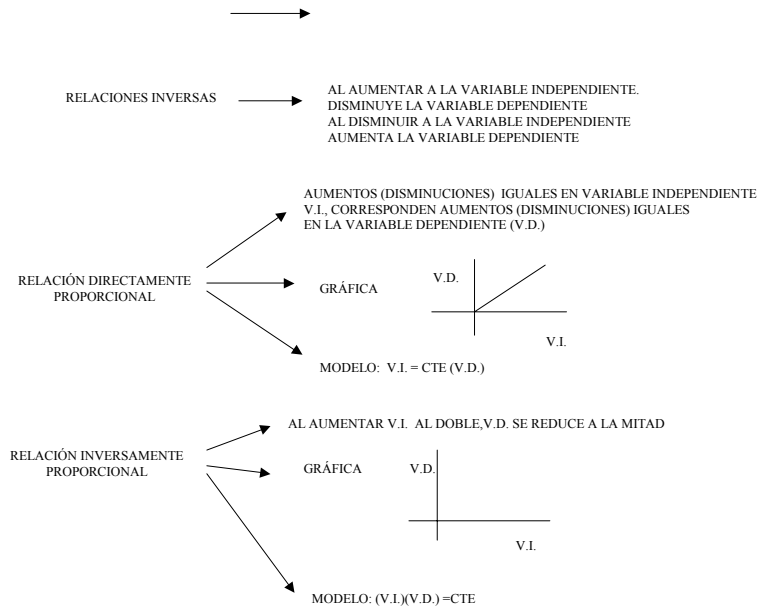 RELACIONES INVERSAS
AL AUMENTAR A LA VARIABLE INDEPENDIENTE.
DISMINUYE LA VARIABLE DEPENDIENTE
AL DISMINUIR A LA VARIABLE INDEPENDIENTE
AUMENTA LA VARIABLE DEPENDIENTE
RELACIÓN DIRECTAMENTE
PROPORCIONAL
AUMENTOS (DISMINUCIONES) IGUALES EN VARIABLE INDEPENDIENTE
V.I., CORRESPONDEN AUMENTOS (DISMINUCIONES) IGUALES
EN LA VARIABLE DEPENDIENTE (V.D.)
GRÁFICA
V.D.
V.I.
MODELO: V.I. = CTE (V.D.)
RELACIÓN INVERSAMENTE
PROPORCIONAL
AL AUMENTAR V.I. AL DOBLE,V.D. SE REDUCE A LA MITAD
GRÁFICA
V.D.
V.I.
MODELO: (V.I.)(V.D.) =CTE